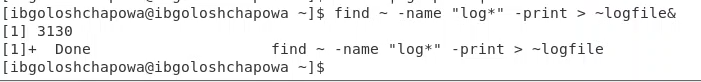 [ibgoloshchapowa@ibgoloshchapowa ~]$ find ~ -name "log*" -print > ~logfile&
[1] 3130
[1]+  Done                    find ~ -name "log*" -print > ~logfile
[ibgoloshchapowa@ibgoloshchapowa ~]$